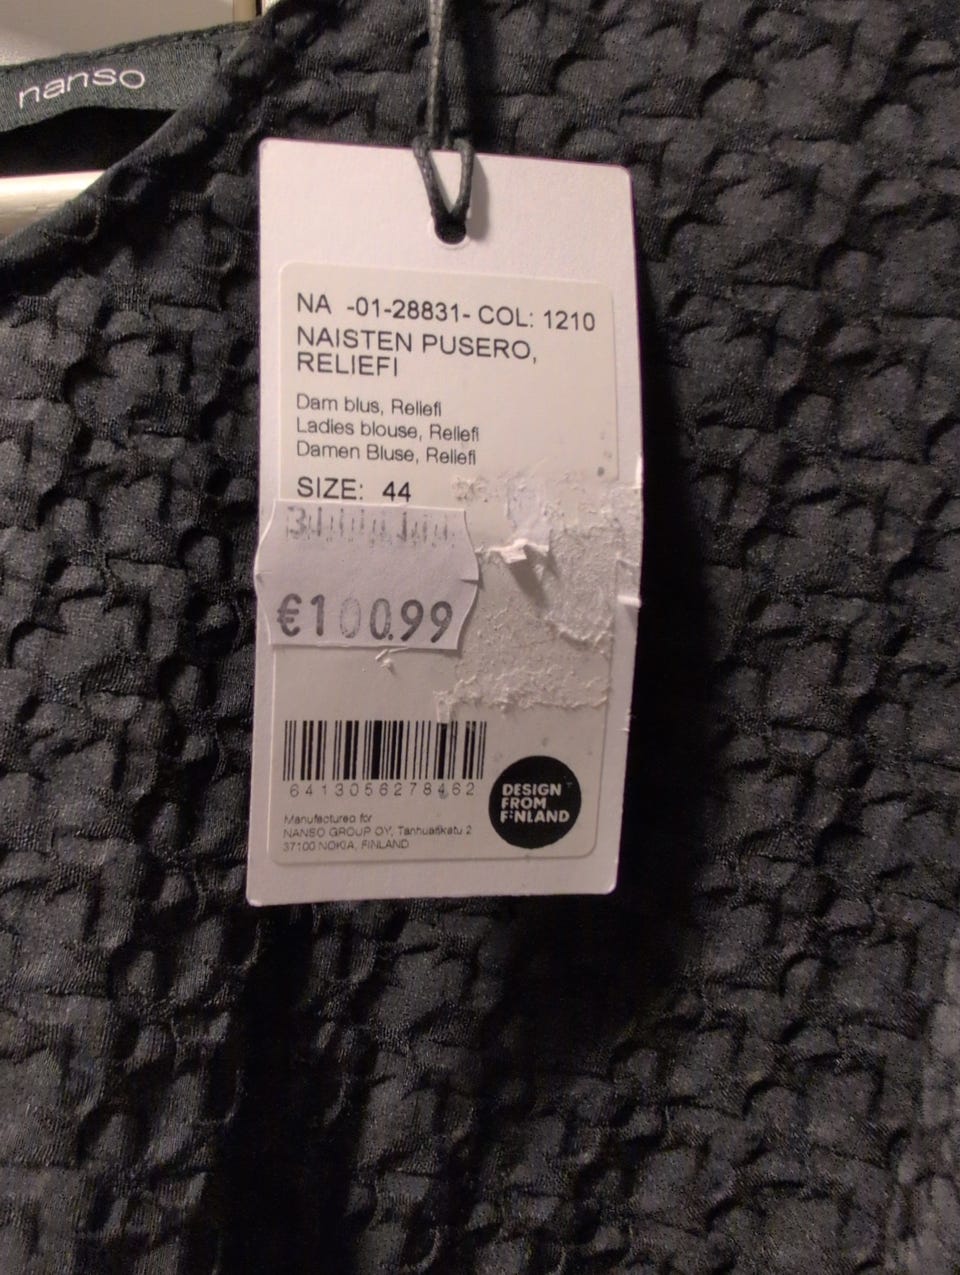 nanso
NA -01-28831- COL: 1210
NAISTEN PUSERO,
RELIEFI
Dam blus, Reliefi
Ladies blouse, Reliefi
Damen Bluse, Reliefi
SIZE: 44
€100.99
6413056278462
DESIGN
FROM
FINLAND
Manufactured for
NANSO GROUP OY, Tanhuatkatu 2
37100 NOKIA, FINLAND